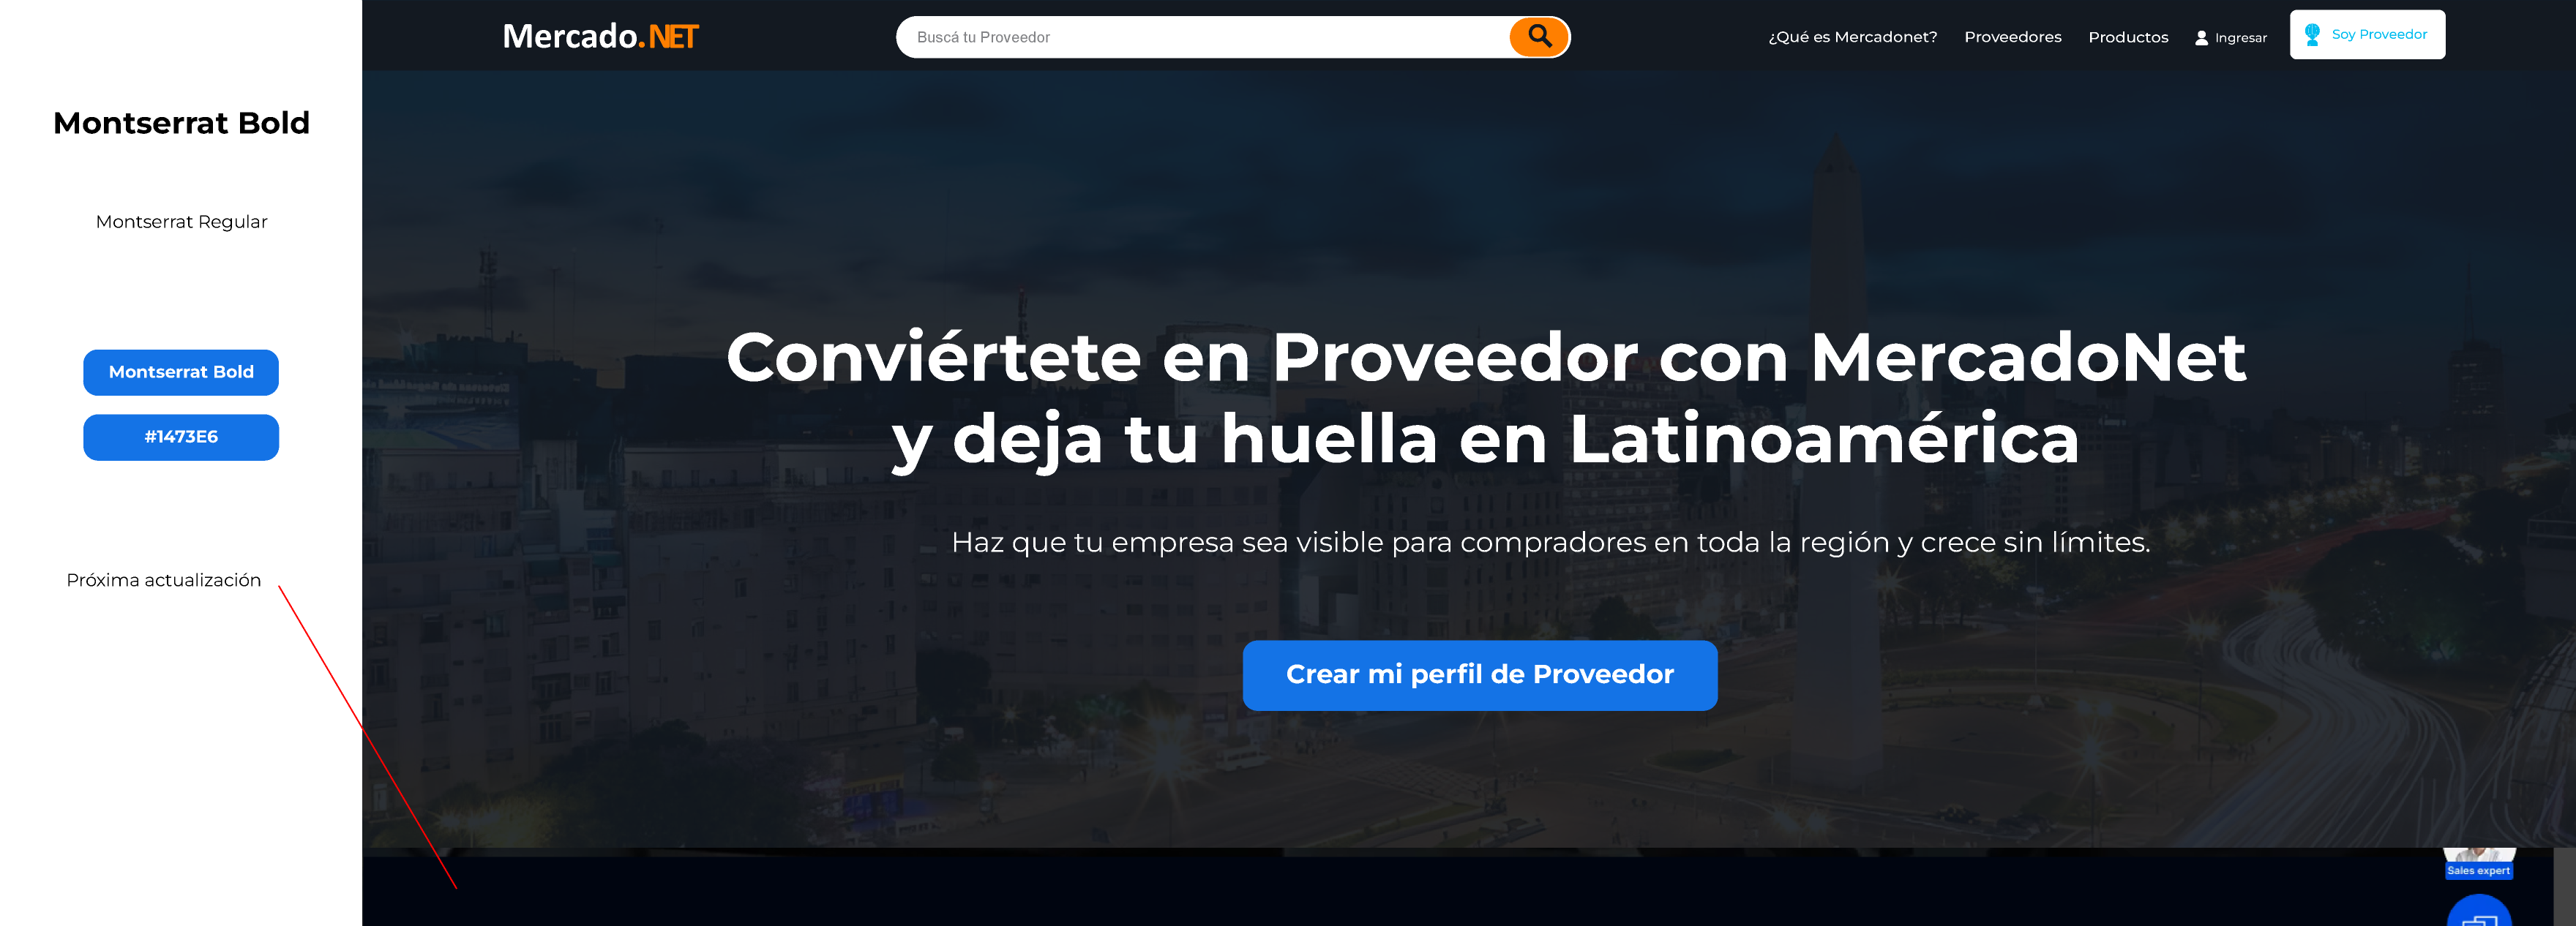 Montserrat Bold
Montserrat Regular
Montserrat Bold
#1473E6
Próxima actualización
Mercado.NET
Buscá tu Proveedor
¿Qué es Mercadonet?
Proveedores
Productos
Ingresar
Soy Proveedor
Conviértete en Proveedor con MercadoNet
y deja tu huella en Latinoamérica
Haz que tu empresa sea visible para compradores en toda la región y crece sin límites.
Crear mi perfil de Proveedor
Sales expert